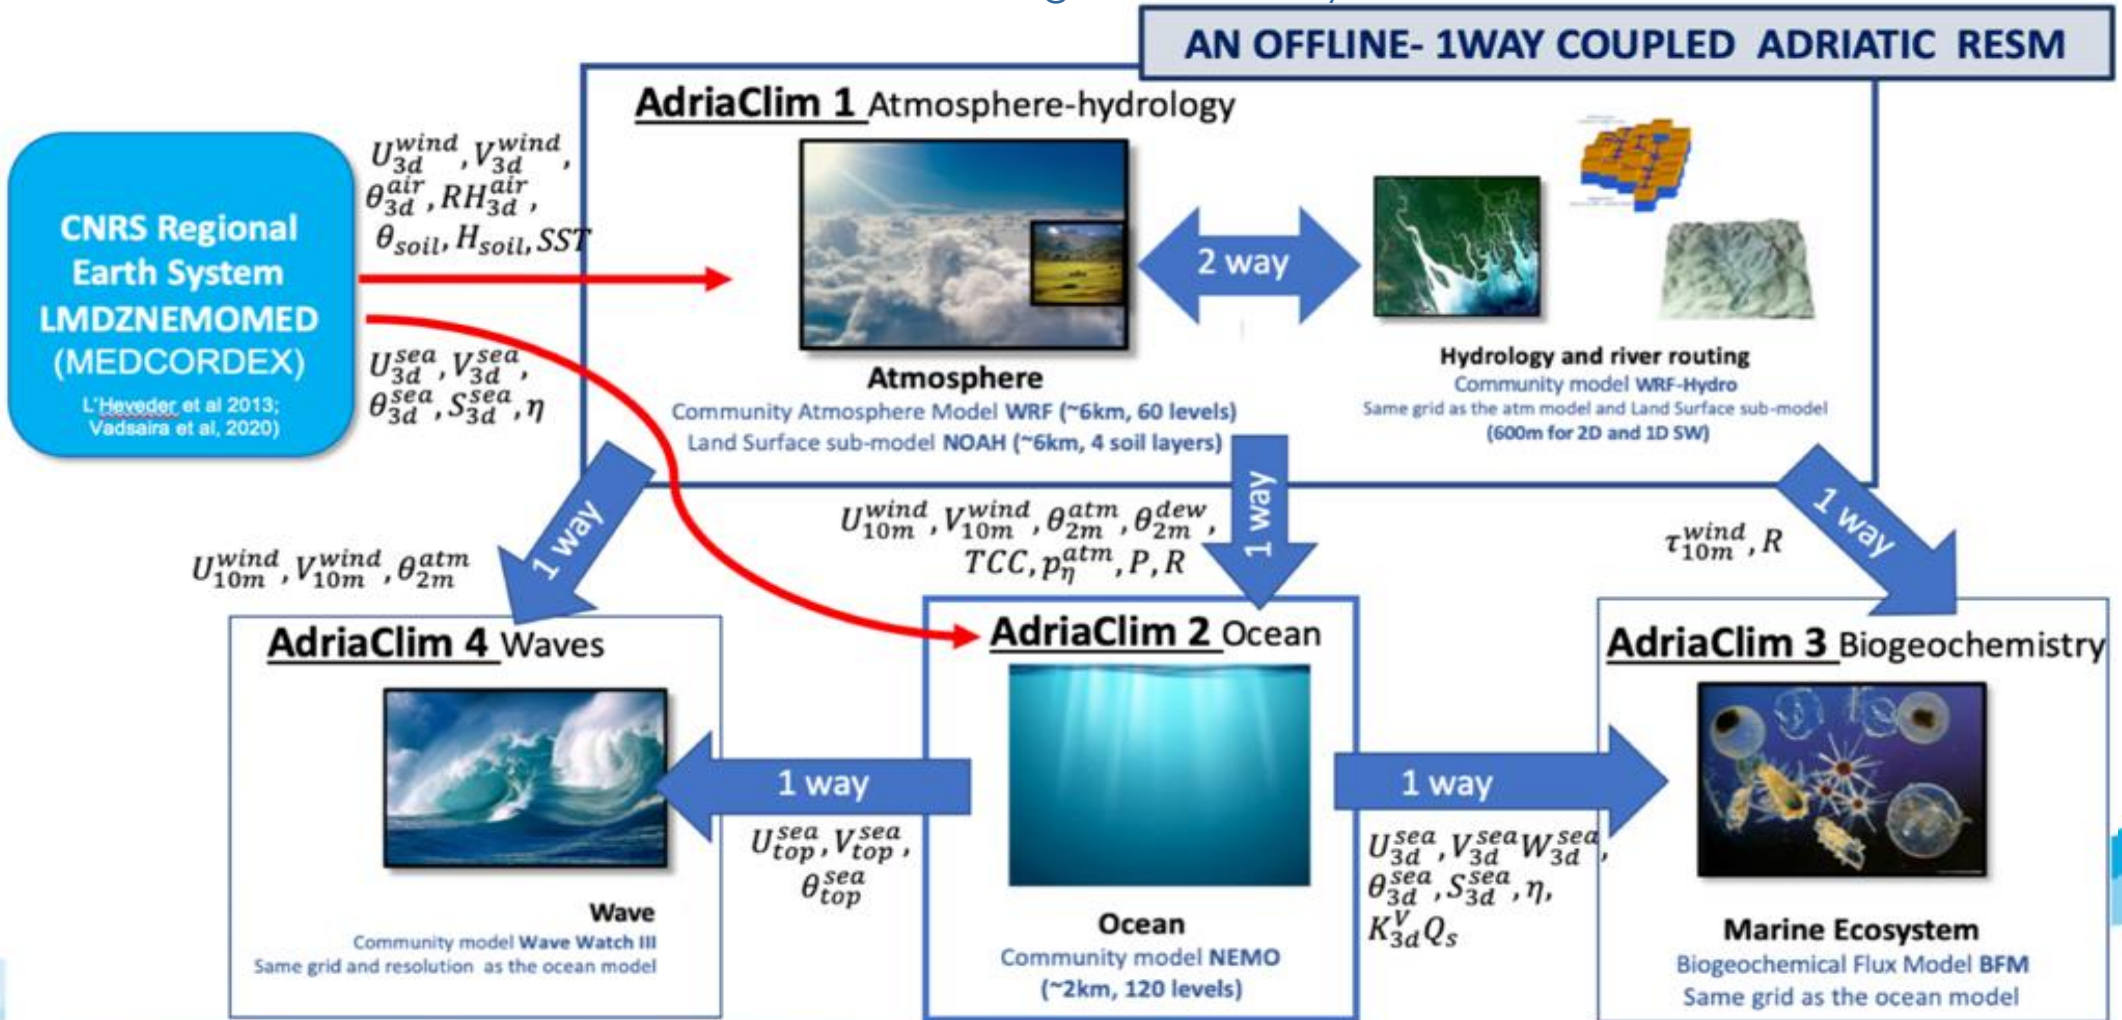 AN OFFLINE- 1WAY COUPLED ADRIATIC RESM
AdriaClim 1 Atmosphere-hydrology
CNRS Regional
Earth System
LMDZNEMOMED
(MEDCORDEX)
L'Heveder et al 2013;
Vadsaira et al, 2020)
U_{3d}^{wind}, V_{3d}^{wind},
θ_{3d}^{air}, RH_{3d}^{air},
θ_{soil}, H_{soil}, SST
U_{3d}^{sea}, V_{3d}^{sea},
θ_{3d}^{sea}, S_{3d}^{sea}, η
2 way
Atmosphere
Community Atmosphere Model WRF (~6km, 60 levels)
Land Surface sub-model NOAH (~6km, 4 soil layers)
Hydrology and river routing
Community model WRF-Hydro
Same grid as the atm model and Land Surface sub-model
(600m for 2D and 1D SW)
1 way
U_{10m}^{wind}, V_{10m}^{wind}, θ_{2m}^{atm}
1 way
U_{10m}^{wind}, V_{10m}^{wind}, θ_{2m}^{atm}, θ_{2m}^{dew},
TCC, p_{η}^{atm}, P, R
1 way
τ_{10m}^{wind}, R
AdriaClim 4 Waves
Wave
Community model Wave Watch III
Same grid and resolution as the ocean model
1 way
U_{top}^{sea}, V_{top}^{sea},
θ_{top}^{sea}
AdriaClim 2 Ocean
Ocean
Community model NEMO
(~2km, 120 levels)
1 way
U_{3d}^{sea}, V_{3d}^{sea} W_{3d}^{sea},
θ_{3d}^{sea}, S_{3d}^{sea}, η,
K_{3d}^{V} Q_{s}
AdriaClim 3 Biogeochemistry
Marine Ecosystem
Biogeochemical Flux Model BFM
Same grid as the ocean model